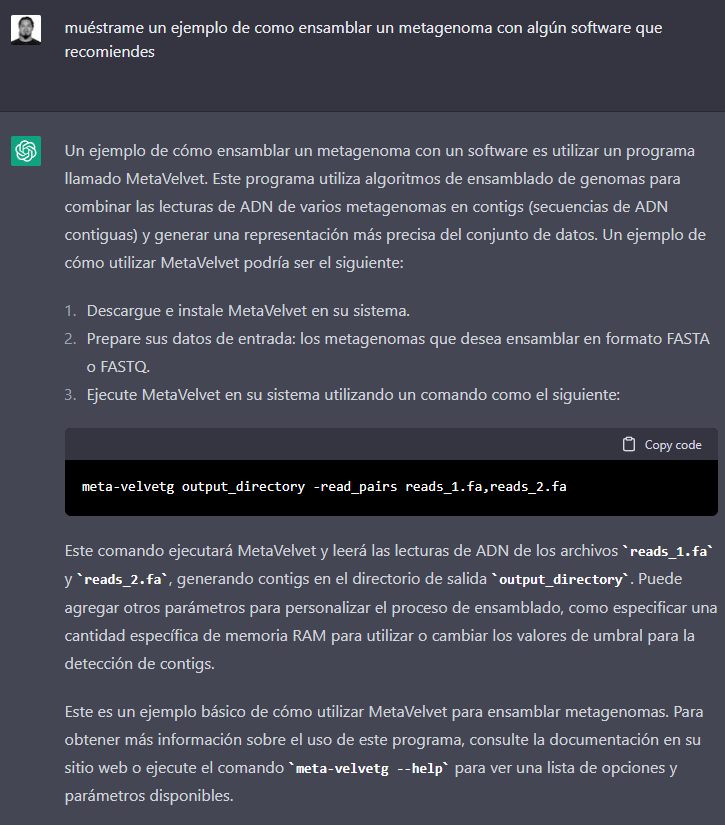 muéstrame un ejemplo de como ensamblar un metagenoma con algún software que
recomiendes
Un ejemplo de cómo ensamblar un metagenoma con un software es utilizar un programa
llamado MetaVelvet. Este programa utiliza algoritmos de ensamblado de genomas para
combinar las lecturas de ADN de varios metagenomas en contigs (secuencias de ADN
contiguas) y generar una representación más precisa del conjunto de datos. Un ejemplo de
cómo utilizar MetaVelvet podría ser el siguiente:
1. Descargue e instale MetaVelvet en su sistema.
2. Prepare sus datos de entrada: los metagenomas que desea ensamblar en formato FASTA
o FASTQ.
3. Ejecute MetaVelvet en su sistema utilizando un comando como el siguiente:
Copy code
meta-velvetg output_directory -read_pairs reads_1.fa,reads_2.fa
Este comando ejecutará MetaVelvet y leerá las lecturas de ADN de los archivos `reads_1.fa`
y `reads_2.fa`, generando contigs en el directorio de salida `output_directory`. Puede
agregar otros parámetros para personalizar el proceso de ensamblado, como especificar una
cantidad específica de memoria RAM para utilizar o cambiar los valores de umbral para la
detección de contigs.
Este es un ejemplo básico de cómo utilizar MetaVelvet para ensamblar metagenomas. Para
obtener más información sobre el uso de este programa, consulte la documentación en su
sitio web o ejecute el comando `meta-velvetg --help` para ver una lista de opciones y
parámetros disponibles.